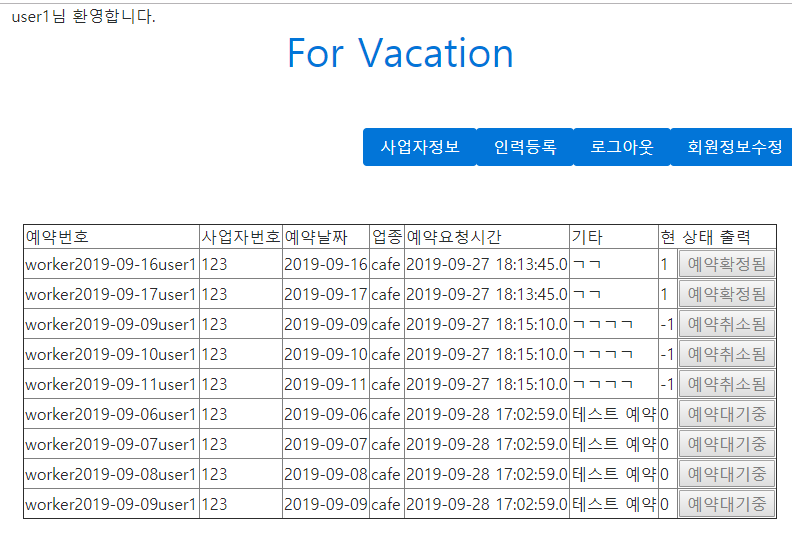 user1님 환영합니다.
For Vacation
사업자정보 인력등록 로그아웃 회원정보수정
예약번호 사업자번호 예약날짜 업종 예약요청시간 기타 현 상태 출력
worker2019-09-16user1 123 2019-09-16 cafe 2019-09-27 18:13:45.0 ㄱㄱ 1 예약확정됨
worker2019-09-17user1 123 2019-09-17 cafe 2019-09-27 18:13:45.0 ㄱㄱ 1 예약확정됨
worker2019-09-09user1 123 2019-09-09 cafe 2019-09-27 18:15:10.0 ㄱㄱㄱㄱ -1 예약취소됨
worker2019-09-10user1 123 2019-09-10 cafe 2019-09-27 18:15:10.0 ㄱㄱㄱㄱ -1 예약취소됨
worker2019-09-11user1 123 2019-09-11 cafe 2019-09-27 18:15:10.0 ㄱㄱㄱㄱ -1 예약취소됨
worker2019-09-06user1 123 2019-09-06 cafe 2019-09-28 17:02:59.0 테스트 예약 0 예약대기중
worker2019-09-07user1 123 2019-09-07 cafe 2019-09-28 17:02:59.0 테스트 예약 0 예약대기중
worker2019-09-08user1 123 2019-09-08 cafe 2019-09-28 17:02:59.0 테스트 예약 0 예약대기중
worker2019-09-09user1 123 2019-09-09 cafe 2019-09-28 17:02:59.0 테스트 예약 0 예약대기중